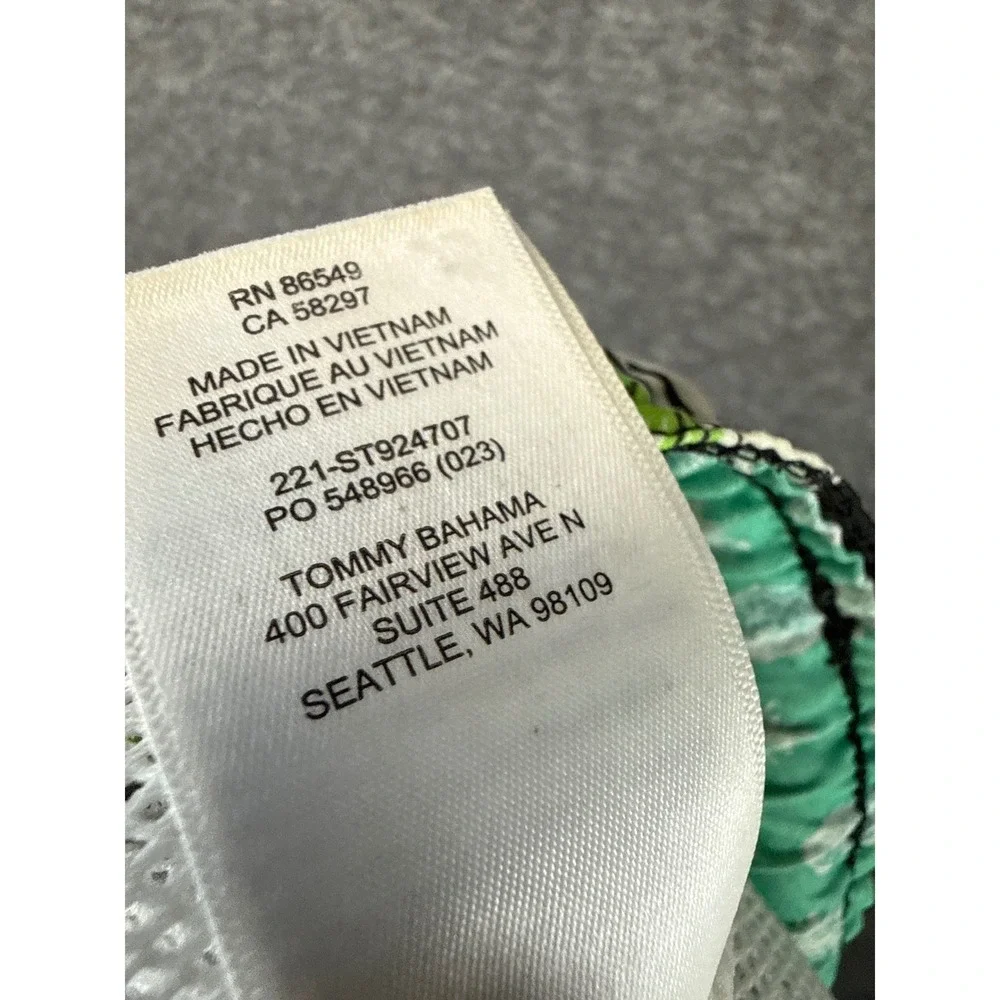 RN 86549
CA 58297
MADE IN VIETNAM
FABRIQUE AU VIETNAM
HECHO EN VIETNAM
221-ST924707
PO 548966 (023)
TOMMY BAHAMA
400 FAIRVIEW AVE N
SUITE 488
SEATTLE, WA 98109